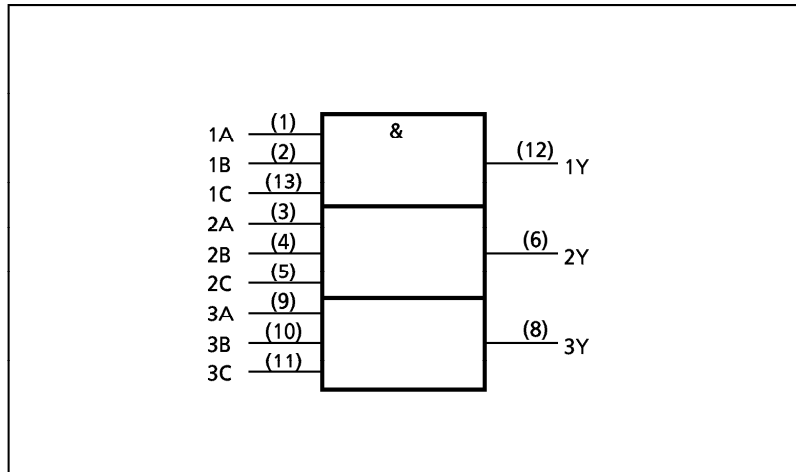 1A (1) &
1B (2) (12) 1Y
1C (13)
2A (3)
2B (4) (6) 2Y
2C (5)
3A (9)
3B (10) (8) 3Y
3C (11)